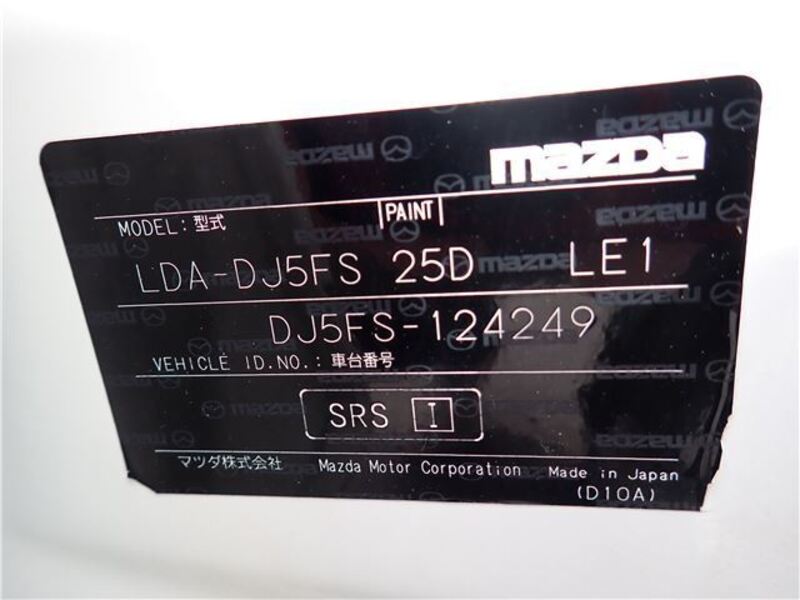 mazda
PAINT
MODEL: 型式
LDA-DJ5FS 25D LE1
DJ5FS-124249
VEHICLE ID.NO.: 車台番号
SRS I
マツダ株式会社 Mazda Motor Corporation Made in Japan
(D10A)